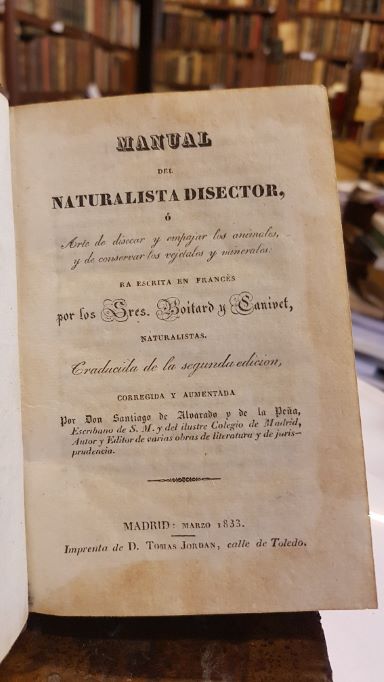 MANUAL
DEL
NATURALISTA DISECTOR,
Ó
Arte de disecar y empajar los animales,
y de conservar los vejetales y minerales.
RA ESCRITA EN FRANCÉS
por los Sres. Boitard y Canivet,
NATURALISTAS.
Traducida de la segunda edicion,
CORREGIDA Y AUMENTADA
Por Don Santiago de Alvarado y de la Peña,
Escribano de S. M. y del ilustre Colegio de Madrid,
Autor y Editor de varias obras de literatura y de juris-
prudencia.
MADRID: MARZO 1833.
Imprenta de D. TOMAS JORDAN, calle de Toledo.